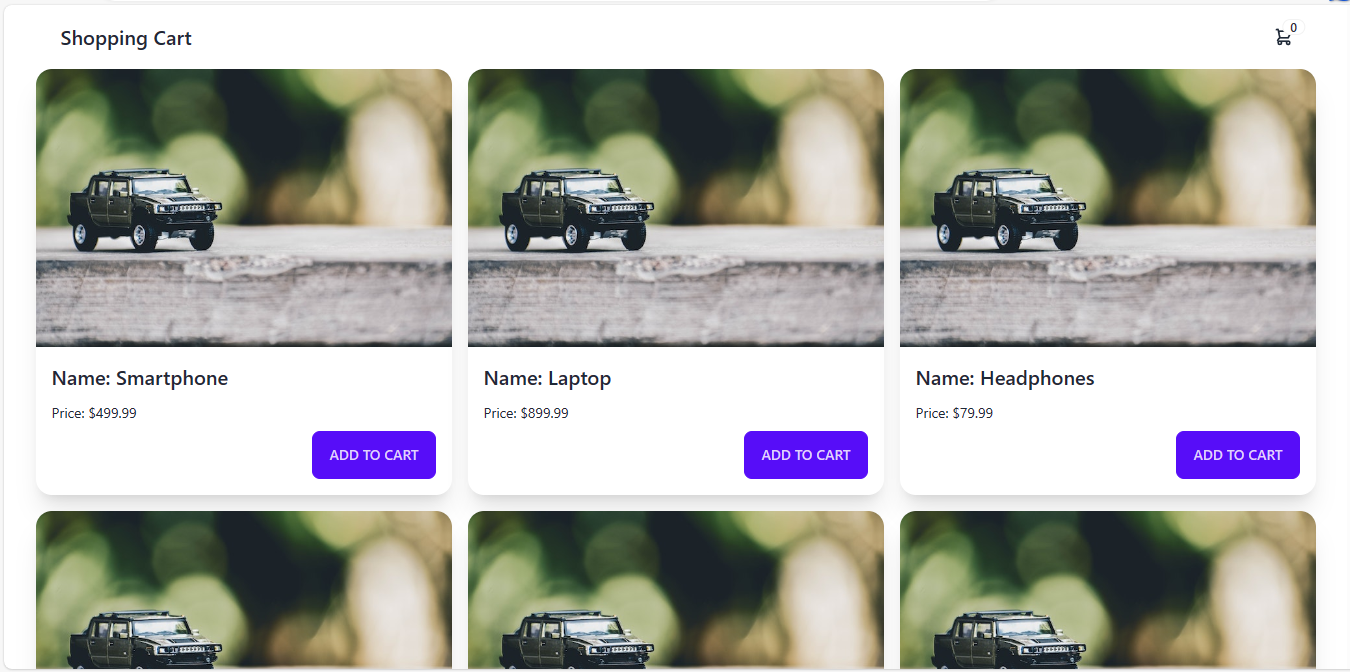 Shopping Cart
0
Name: Smartphone
Price: $499.99
ADD TO CART
Name: Laptop
Price: $899.99
ADD TO CART
Name: Headphones
Price: $79.99
ADD TO CART